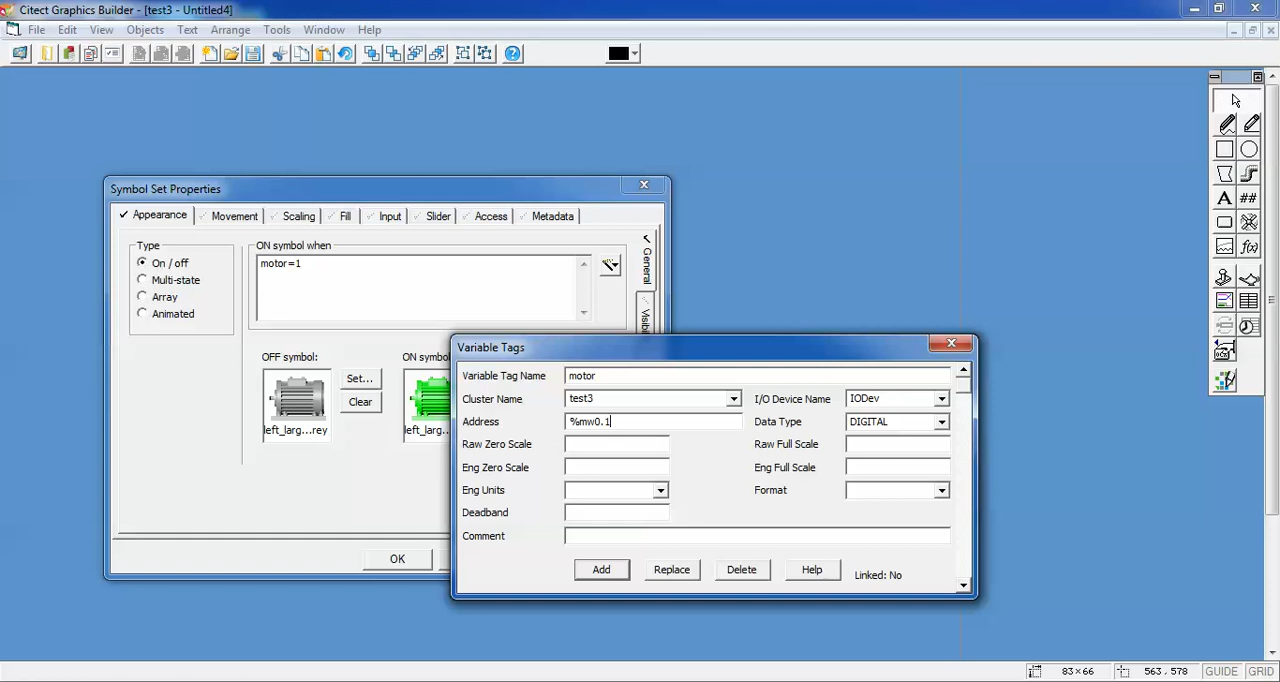 Citect Graphics Builder - [test3 - Untitled4]
File Edit View Objects Text Arrange Tools Window Help
Symbol Set Properties
Appearance Movement Scaling Fill Input Slider Access Metadata
Type
On / off
Multi-state
Array
Animated
ON symbol when
motor=1
General
OFF symbol:
left_larg...rey
Set...
Clear
ON symbol
left_larg...
OK
Variable Tags
Variable Tag Name motor
Cluster Name test3 I/O Device Name IODev
Address %mw0.1 Data Type DIGITAL
Raw Zero Scale Raw Full Scale
Eng Zero Scale Eng Full Scale
Eng Units Format
Deadband
Comment
Add Replace Delete Help Linked: No
A ##
f(x)
83×66 563, 578 GUIDE GRID